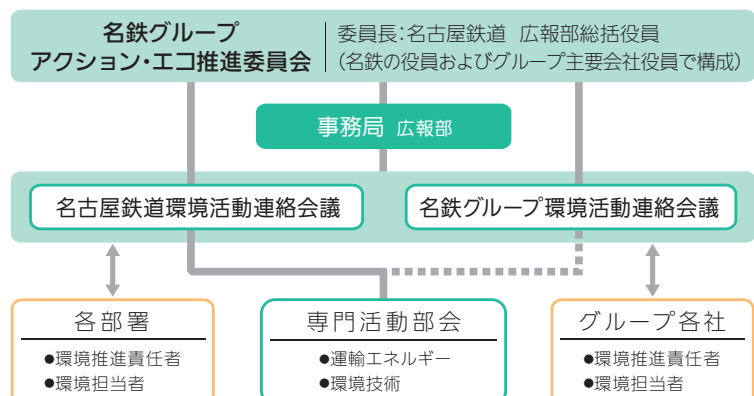 名鉄グループ
アクション・エコ推進委員会
委員長：名古屋鉄道 広報部総括役員
（名鉄の役員およびグループ主要会社役員で構成）
事務局 広報部
名古屋鉄道環境活動連絡会議
名鉄グループ環境活動連絡会議
各部署
●環境推進責任者
●環境担当者
専門活動部会
●運輸エネルギー
●環境技術
グループ各社
●環境推進責任者
●環境担当者